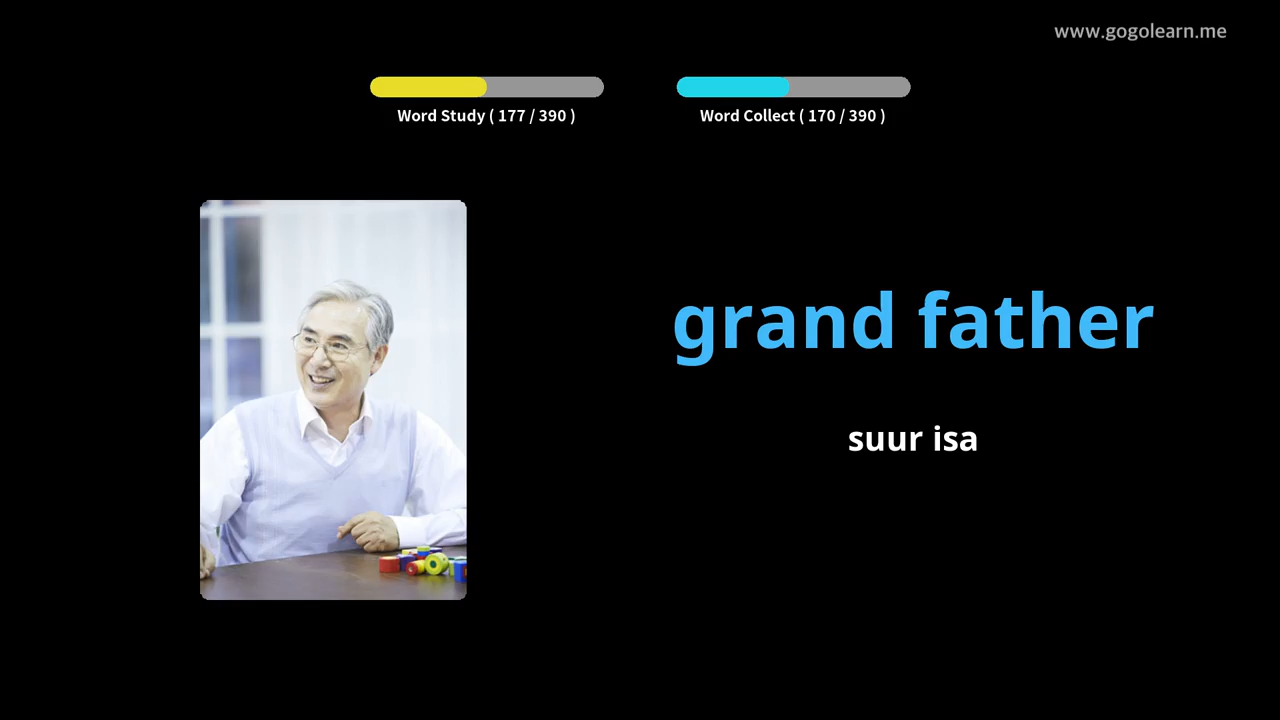 www.gogolearn.me
Word Study ( 177 / 390 )
Word Collect ( 170 / 390 )
grand father
suur isa